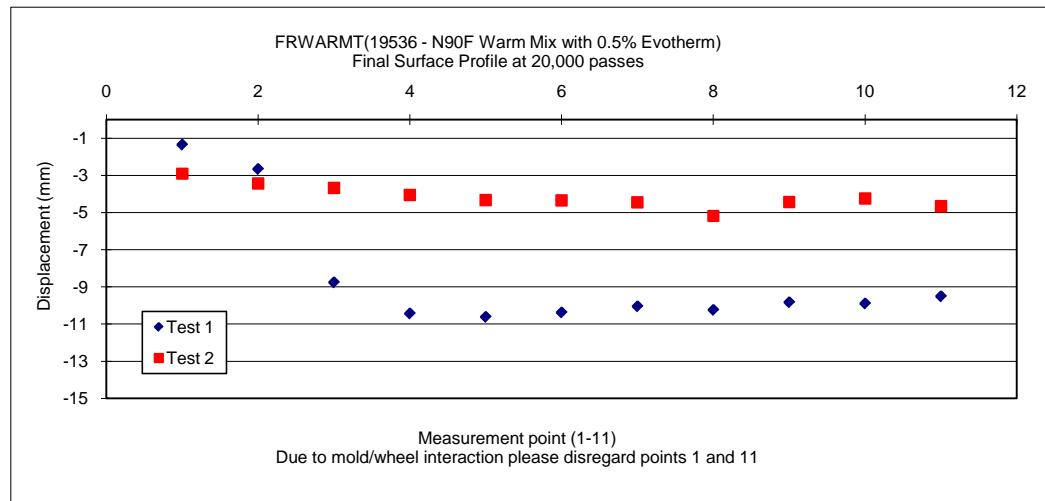 FRWARMT(19536 - N90F Warm Mix with 0.5% Evotherm)
Final Surface Profile at 20,000 passes
0 2 4 6 8 10 12
-1
-3
-5
-7
-9
-11
-13
-15
Displacement (mm)
Test 1
Test 2
Measurement point (1-11)
Due to mold/wheel interaction please disregard points 1 and 11